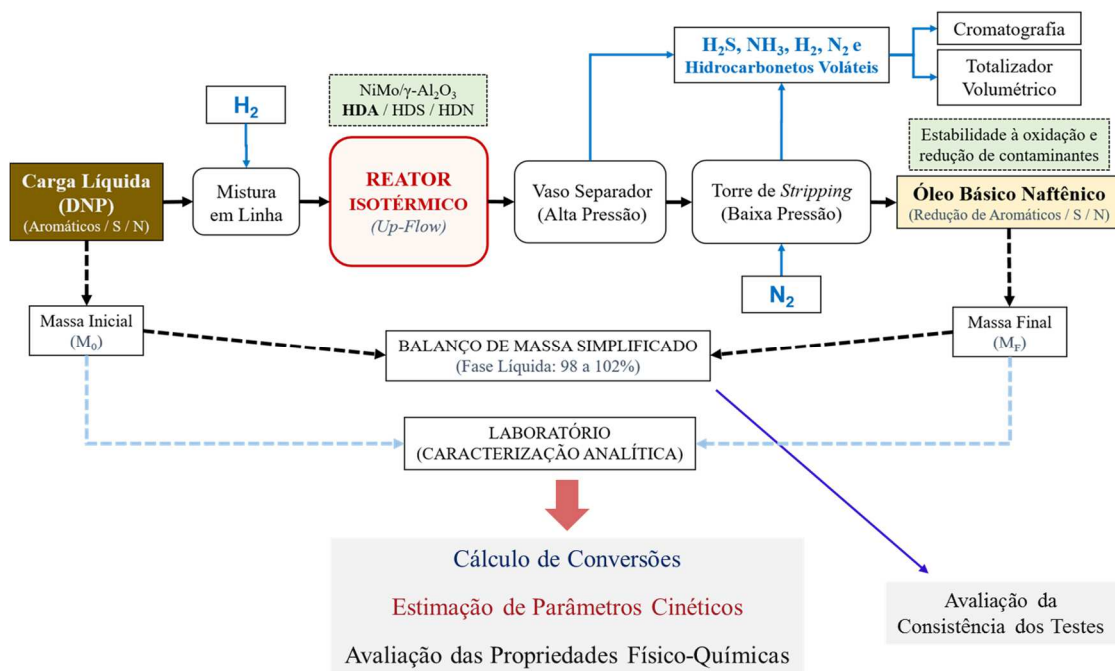 H₂S, NH₃, H₂, N₂ e
Hidrocarbonetos Voláteis
Cromatografia
Totalizador
Volumétrico
NiMo/γ-Al₂O₃
HDA / HDS / HDN
H₂
Estabilidade à oxidação e
redução de contaminantes
Carga Líquida
(DNP)
(Aromáticos / S / N)
Mistura
em Linha
REATOR
ISOTÉRMICO
(Up-Flow)
Vaso Separador
(Alta Pressão)
Torre de Stripping
(Baixa Pressão)
Óleo Básico Naftênico
(Redução de Aromáticos / S / N)
N₂
Massa Inicial
(M₀)
BALANÇO DE MASSA SIMPLIFICADO
(Fase Líquida: 98 a 102%)
Massa Final
(M_F)
LABORATÓRIO
(CARACTERIZAÇÃO ANALÍTICA)
Cálculo de Conversões
Estimação de Parâmetros Cinéticos
Avaliação das Propriedades Físico-Químicas
Avaliação da
Consistência dos Testes